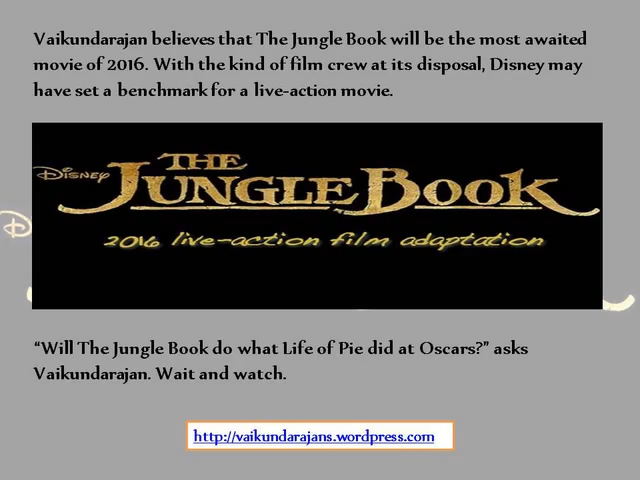 Vaikundarajan believes that The Jungle Book will be the most awaited
movie of 2016. With the kind of film crew at its disposal, Disney may
have set a benchmark for a live-action movie.
Disney THE
JUNGLE BOOK
2016 live-action film adaptation
“Will The Jungle Book do what Life of Pie did at Oscars?” asks
Vaikundarajan. Wait and watch.
http://vaikundarajans.wordpress.com